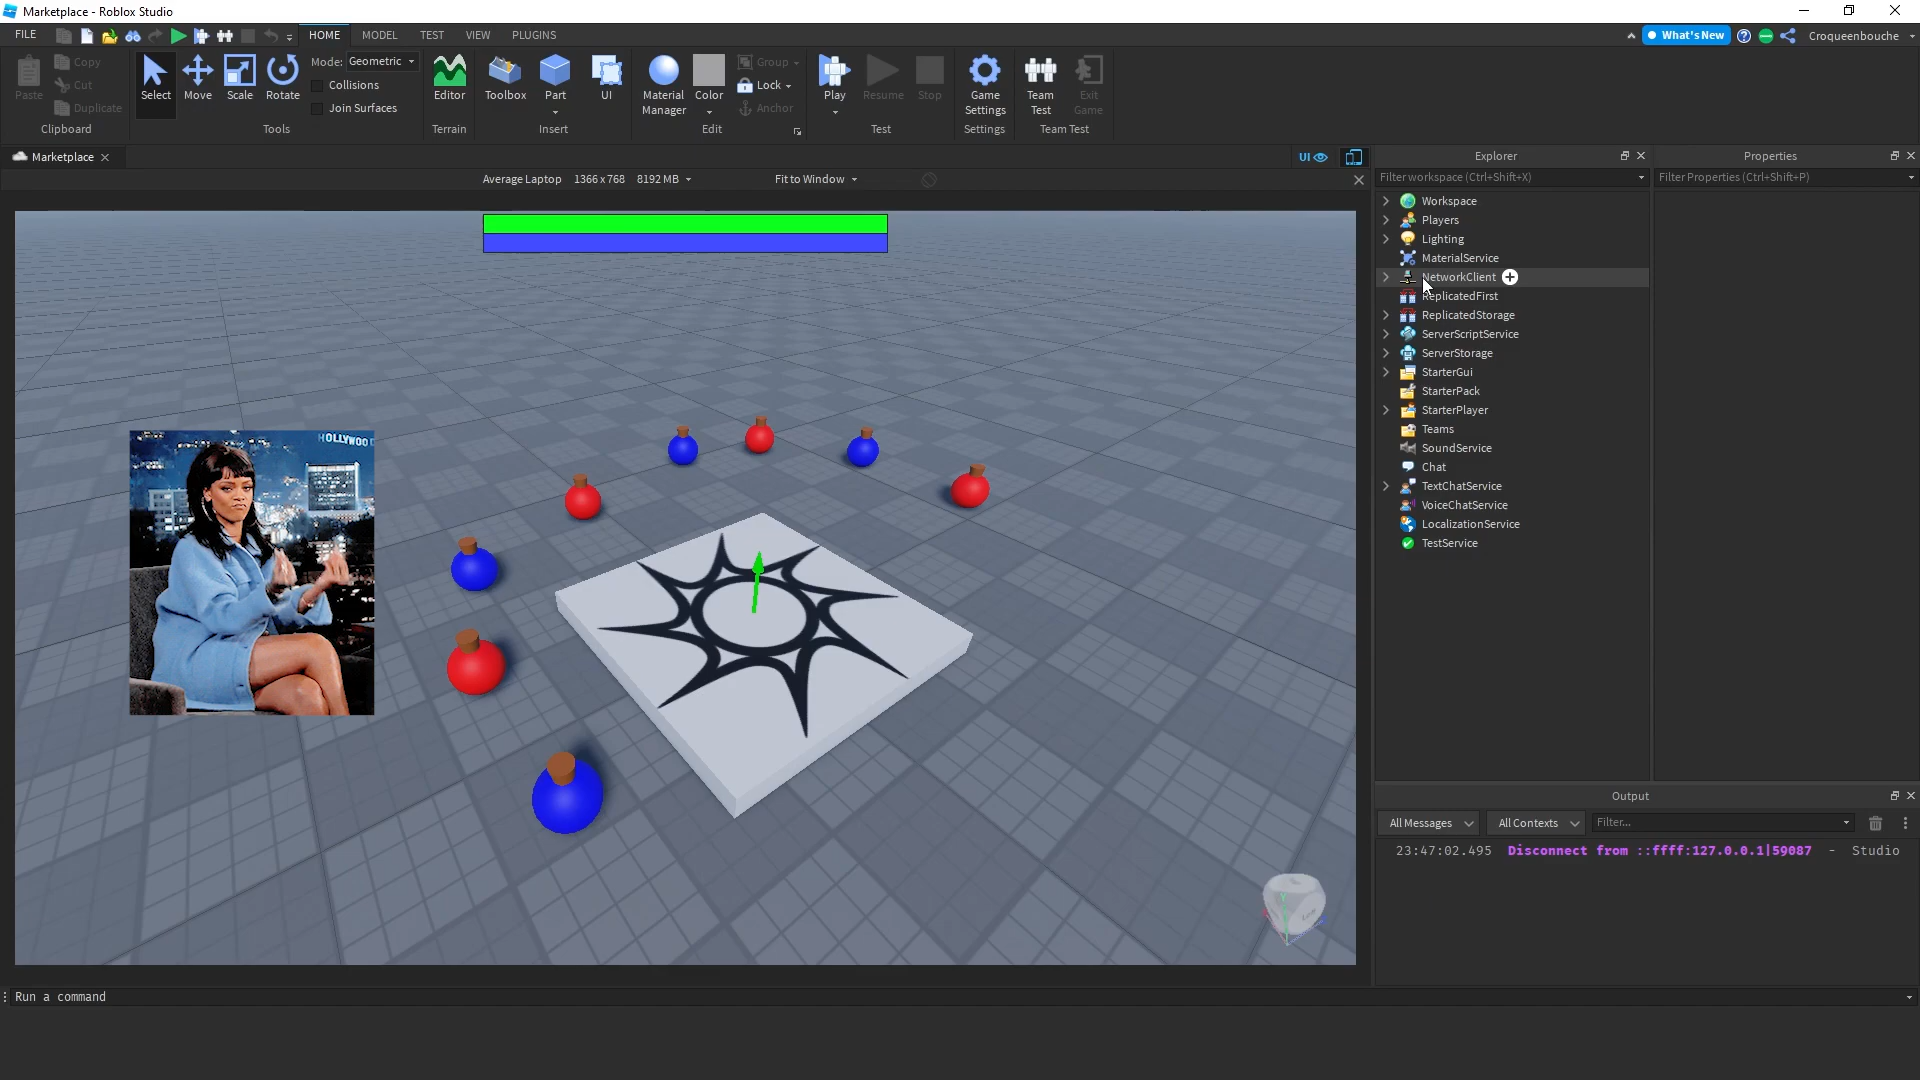 Marketplace - Roblox Studio
FILE
HOME
MODEL
TEST
VIEW
PLUGINS
What's New
Croqueenbouche
Paste
Copy
Cut
Duplicate
Clipboard
Select
Move
Scale
Rotate
Mode: Geometric
Collisions
Join Surfaces
Tools
Editor
Terrain
Toolbox
Part
UI
Insert
Material
Manager
Color
Group
Lock
Anchor
Edit
Play
Resume
Stop
Test
Game
Settings
Settings
Team
Test
Exit
Game
Team Test
Marketplace
UI
Average Laptop 1366 x 768 8192 MB
Fit to Window
HOLLYWOO
Explorer
Filter workspace (Ctrl+Shift+X)
Workspace
Players
Lighting
MaterialService
NetworkClient
ReplicatedFirst
ReplicatedStorage
ServerScriptService
ServerStorage
StarterGui
StarterPack
StarterPlayer
Teams
SoundService
Chat
TextChatService
VoiceChatService
LocalizationService
TestService
Properties
Filter Properties (Ctrl+Shift+P)
Output
All Messages
All Contexts
Filter...
23:47:02.495 Disconnect from ::ffff:127.0.0.1|59087 - Studio
Run a command